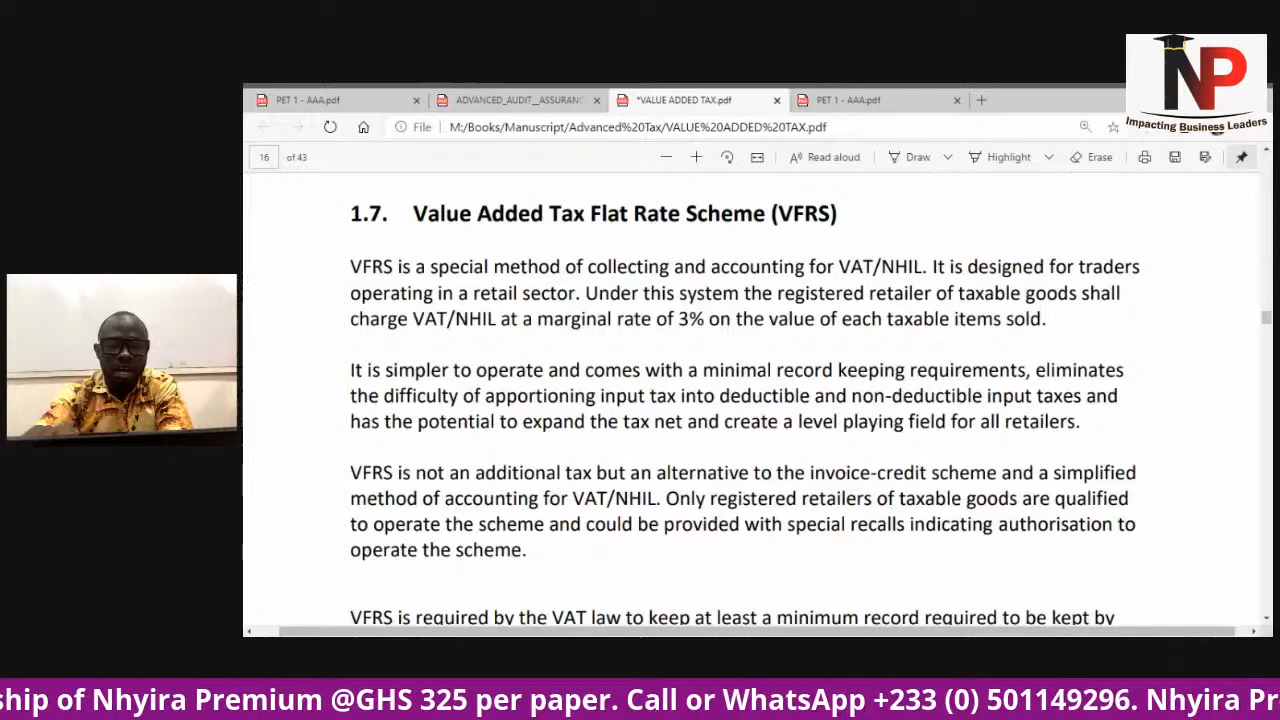 NP
Impacting Business Leaders
PET 1 - AAA.pdf
ADVANCED_AUDIT_ASSURANC
*VALUE ADDED TAX.pdf
PET 1 - AAA.pdf
File M:/Books/Manuscript/Advanced%20Tax/VALUE%20ADDED%20TAX.pdf
16 of 43 Read aloud Draw Highlight Erase
1.7. Value Added Tax Flat Rate Scheme (VFRS)
VFRS is a special method of collecting and accounting for VAT/NHIL. It is designed for traders
operating in a retail sector. Under this system the registered retailer of taxable goods shall
charge VAT/NHIL at a marginal rate of 3% on the value of each taxable items sold.
It is simpler to operate and comes with a minimal record keeping requirements, eliminates
the difficulty of apportioning input tax into deductible and non-deductible input taxes and
has the potential to expand the tax net and create a level playing field for all retailers.
VFRS is not an additional tax but an alternative to the invoice-credit scheme and a simplified
method of accounting for VAT/NHIL. Only registered retailers of taxable goods are qualified
to operate the scheme and could be provided with special recalls indicating authorisation to
operate the scheme.
VFRS is required by the VAT law to keep at least a minimum record required to be kept by
ship of Nhyira Premium @GHS 325 per paper. Call or WhatsApp +233 (0) 501149296. Nhyira Pr